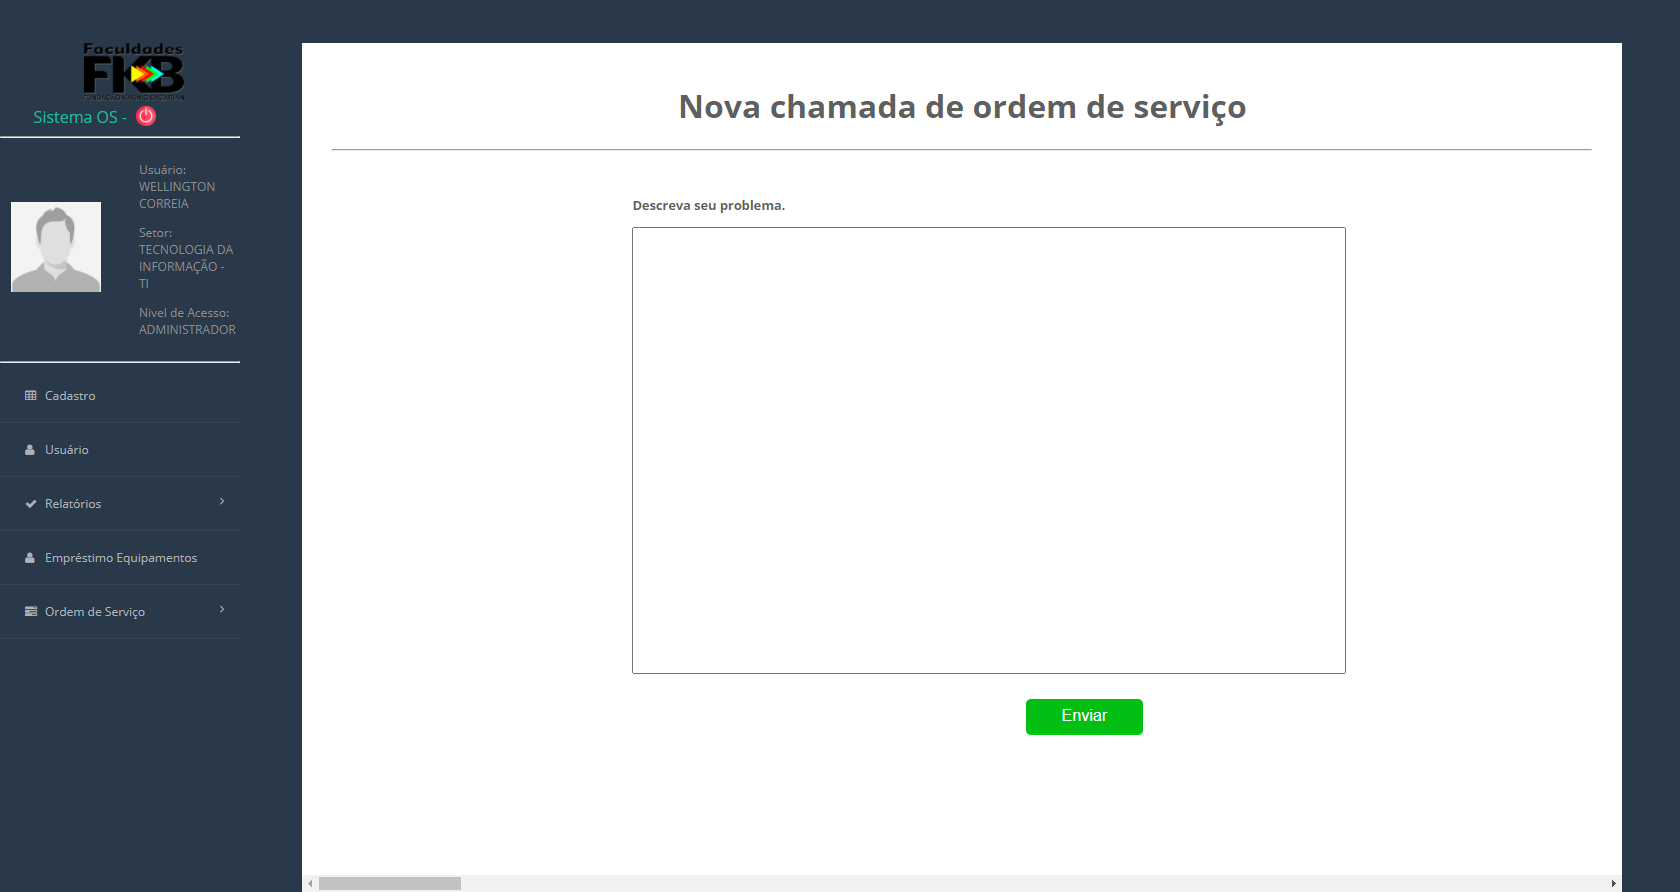 Faculdades
FKB
Sistema OS -
Usuário:
WELLINGTON
CORREIA
Setor:
TECNOLOGIA DA
INFORMAÇÃO -
TI
Nivel de Acesso:
ADMINISTRADOR
Cadastro
Usuário
Relatórios
Empréstimo Equipamentos
Ordem de Serviço
Nova chamada de ordem de serviço
Descreva seu problema.
Enviar